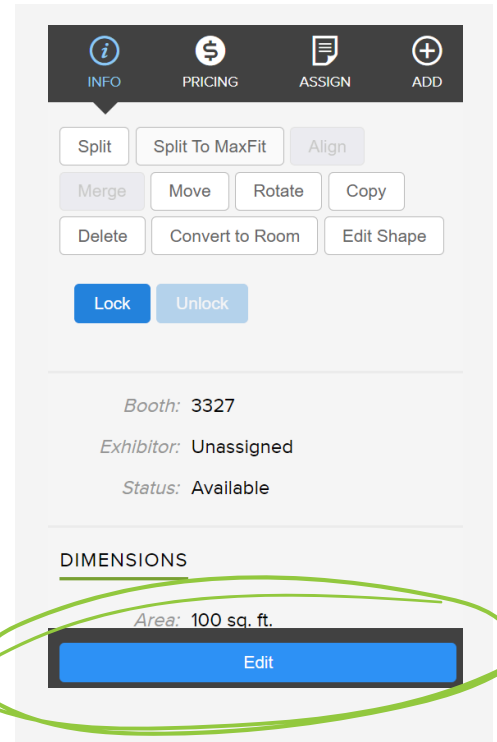 INFO PRICING ASSIGN ADD
Split Split To MaxFit Align
Merge Move Rotate Copy
Delete Convert to Room Edit Shape
Lock Unlock
Booth: 3327
Exhibitor: Unassigned
Status: Available
DIMENSIONS
Area: 100 sq. ft.
Edit